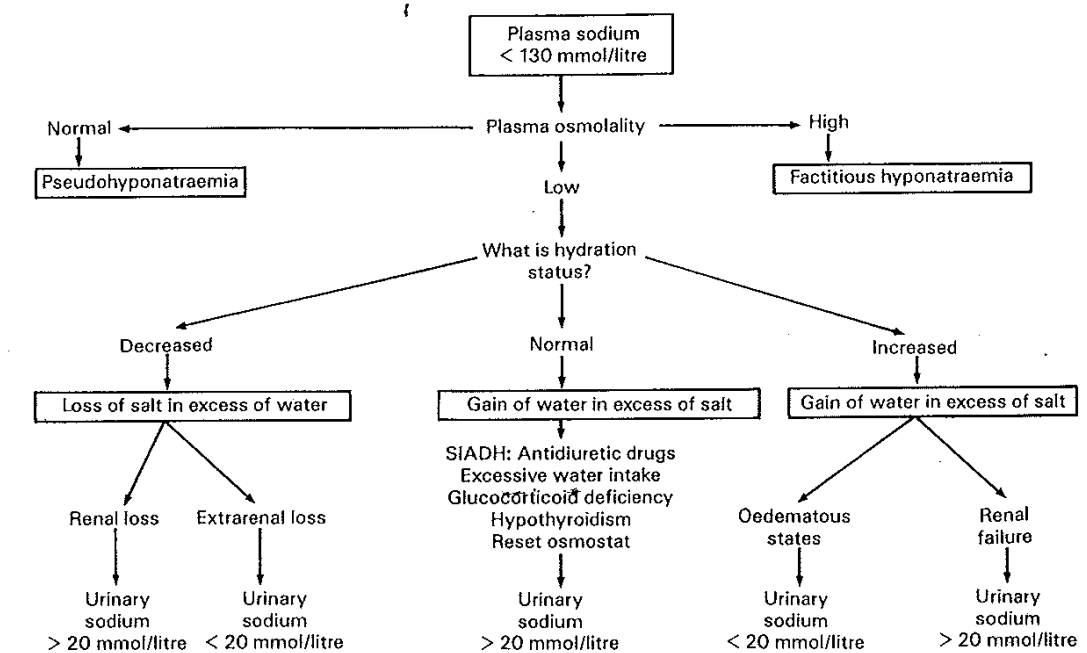 Plasma sodium
< 130 mmol/litre
Normal
Plasma osmolality
High
Pseudohyponatraemia
Low
Factitious hyponatraemia
What is hydration
status?
Decreased
Normal
Increased
Loss of salt in excess of water
Gain of water in excess of salt
Gain of water in excess of salt
SIADH: Antidiuretic drugs
Excessive water intake
Glucocorticoid deficiency
Hypothyroidism
Reset osmostat
Renal loss
Extrarenal loss
Oedematous
states
Renal
failure
Urinary
sodium
> 20 mmol/litre
Urinary
sodium
< 20 mmol/litre
Urinary
sodium
> 20 mmol/litre
Urinary
sodium
< 20 mmol/litre
Urinary
sodium
> 20 mmol/litre